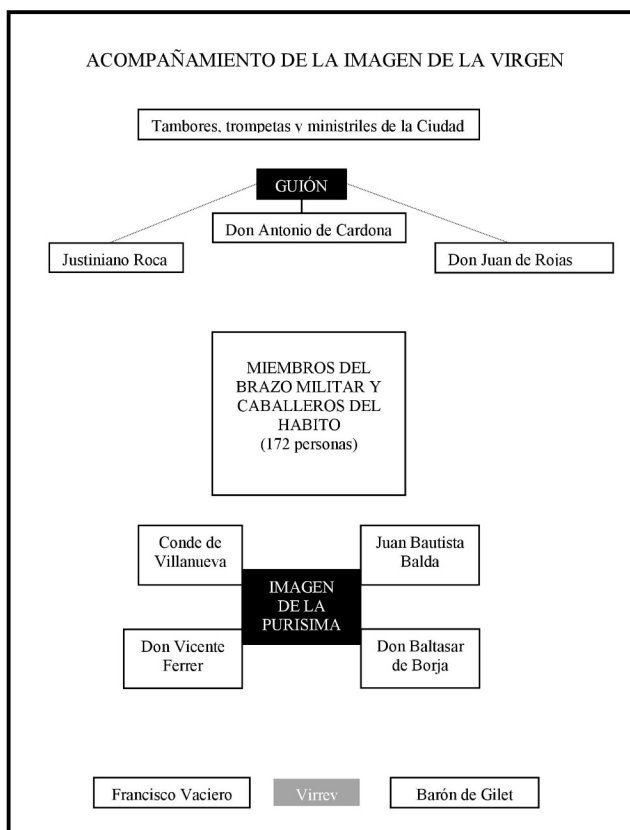 ACOMPAÑAMIENTO DE LA IMAGEN DE LA VIRGEN
Tambores, trompetas y ministriles de la Ciudad
GUIÓN
Don Antonio de Cardona
Justiniano Roca
Don Juan de Rojas
MIEMBROS DEL
BRAZO MILITAR Y
CABALLEROS DEL
HABITO
(172 personas)
Conde de
Villanueva
Juan Bautista
Balda
IMAGEN
DE LA
PURISIMA
Don Vicente
Ferrer
Don Baltasar
de Borja
Francisco Vaciero
Virrey
Barón de Gilet